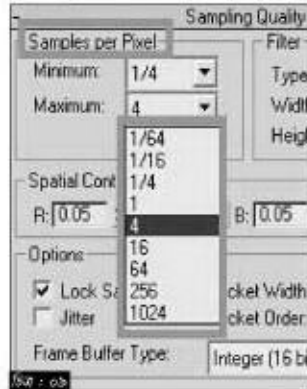 Sampling Quality
Samples per Pixel
Filter
Minimum: 1/4
Type
Maximum: 4
Widt
Heig
1/64
1/16
1/4
1
4
16
64
256
1024
Spatial Cont
R: 0.05
B: 0.05
Options
Lock Sa
cket Width
Jitter
cket Order:
Frame Buffer Type:
Integer (16 b